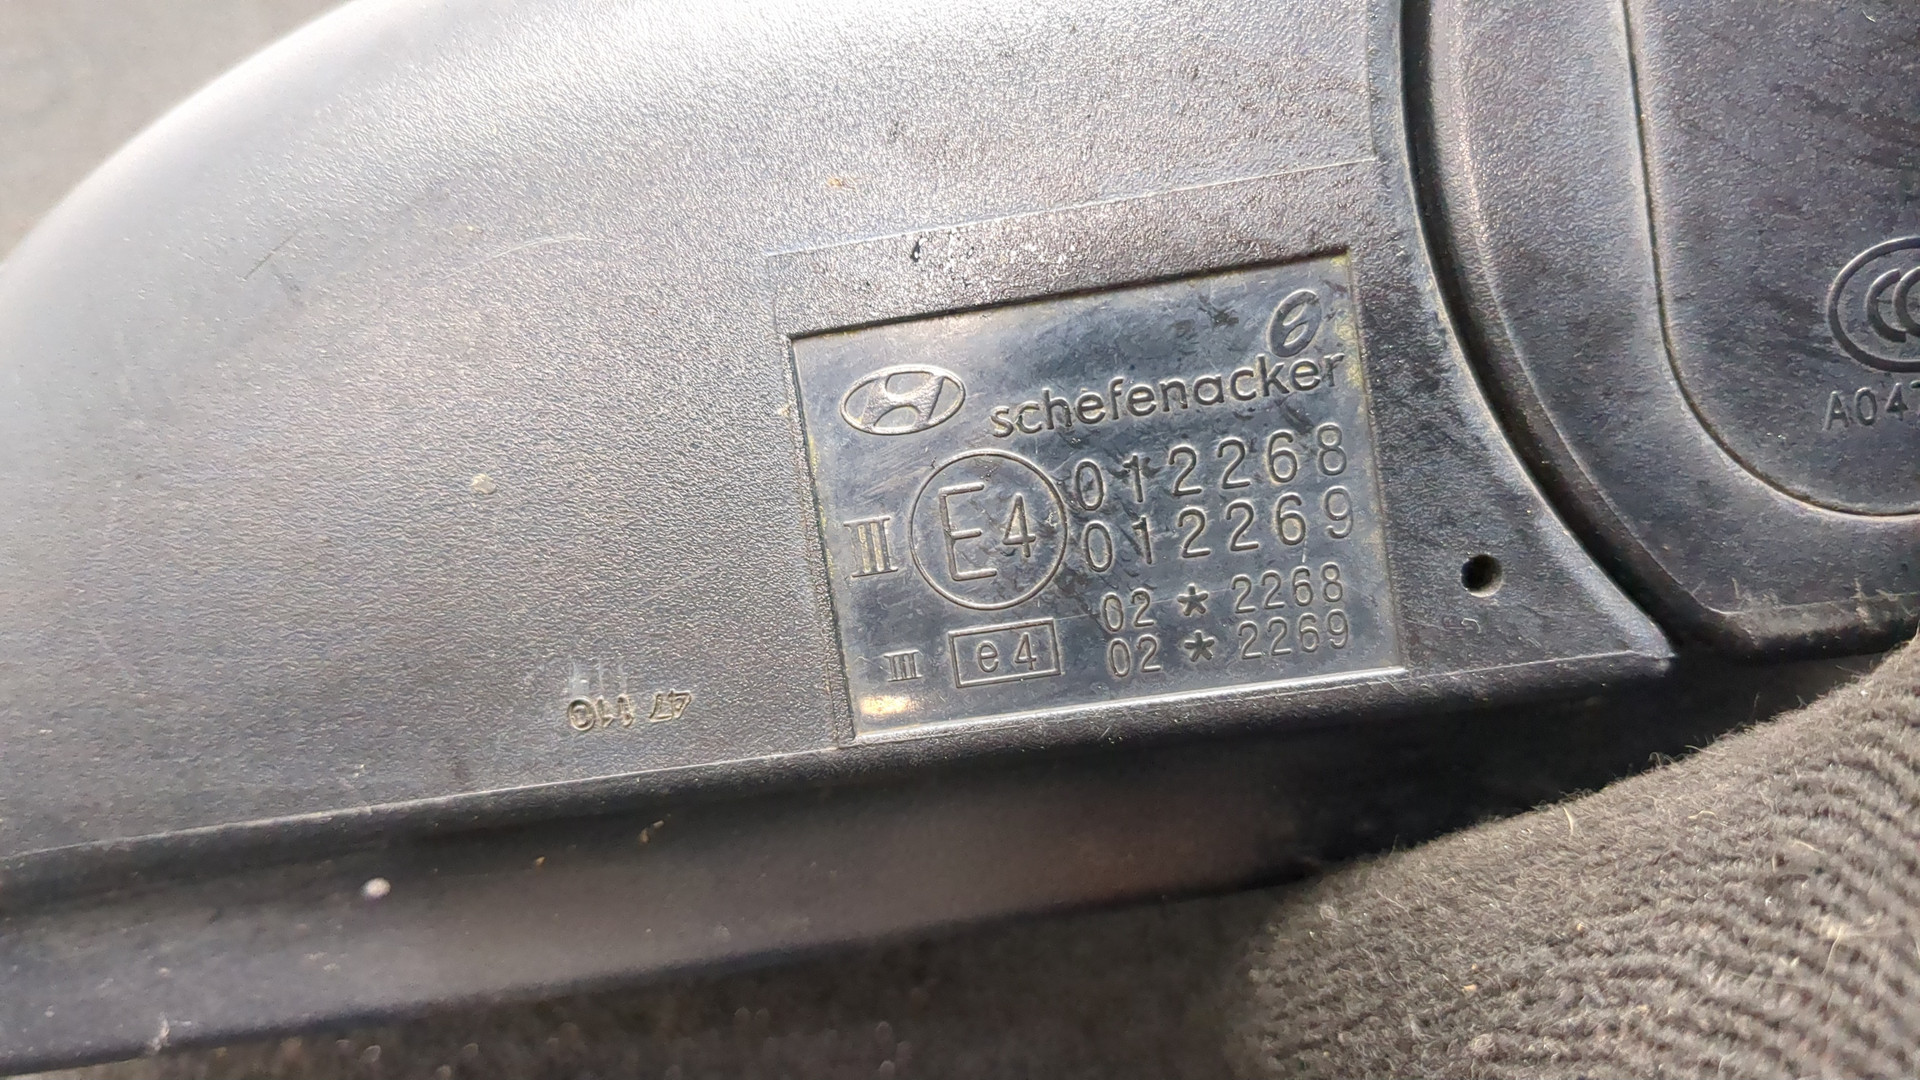 schefenacker
III E4 012268
012269
02 * 2268
III e4 02 * 2269
A047